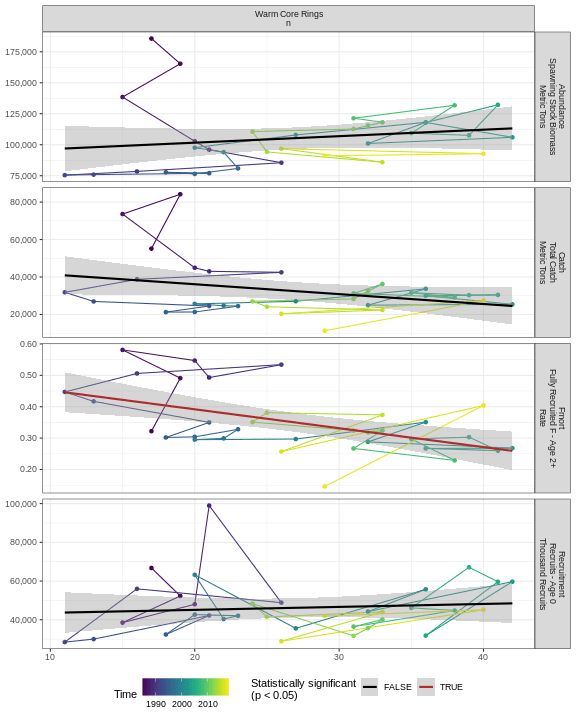 Warm Core Rings
n
175,000
150,000
125,000
100,000
75,000
Abundance
Spawning Stock Biomass
Metric Tons
80,000
60,000
40,000
20,000
Catch
Total Catch
Metric Tons
0.60
0.50
0.40
0.30
0.20
Fmort
Fully Recruited F - Age 2+
Rate
100,000
80,000
60,000
40,000
Recruitment
Recruits - Age 0
Thousand Recruits
10
20
30
40
Time
1990 2000 2010
Statistically significant
(p < 0.05)
FALSE
TRUE